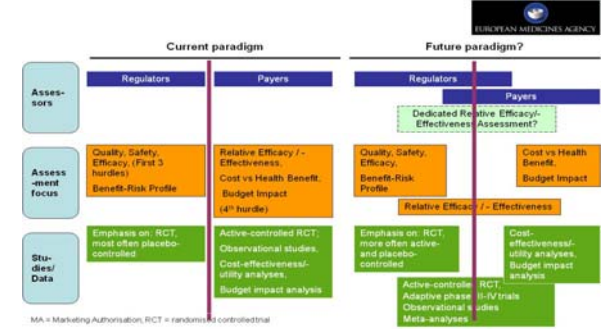 EUROPEAN MEDICINES AGENCY
Current paradigm
Future paradigm?
Asses-
sors
Regulators
Payers
Regulators
Payers
Dedicated Relative Efficacy/-
Effectiveness Assessment?
Assess
-ment
focus
Quality, Safety,
Efficacy, (First 3
hurdles)
Benefit-Risk Profile
Relative Efficacy / -
Effectiveness,
Cost vs Health Benefit,
Budget Impact
(4th hurdle)
Quality, Safety,
Efficacy,
Benefit-Risk
Profile
Cost vs Health
Benefit,
Budget Impact
Relative Efficacy / - Effectiveness
Stu-
dies/
Data
Emphasis on: RCT,
most often placebo-
controlled
Active-controlled RCT;
Observational studies,
Cost-effectiveness/-
utility analyses,
Budget impact analysis
Emphasis on: RCT,
more often active-
and placebo-
controlled
Cost-
effectiveness/-
utility analyses,
Budget impact
analysis
Active-controlled RCT,
Adaptive phase II-IV trials
Observational studies
Meta-analyses
MA = Marketing Authorisation; RCT = randomised controlled trial